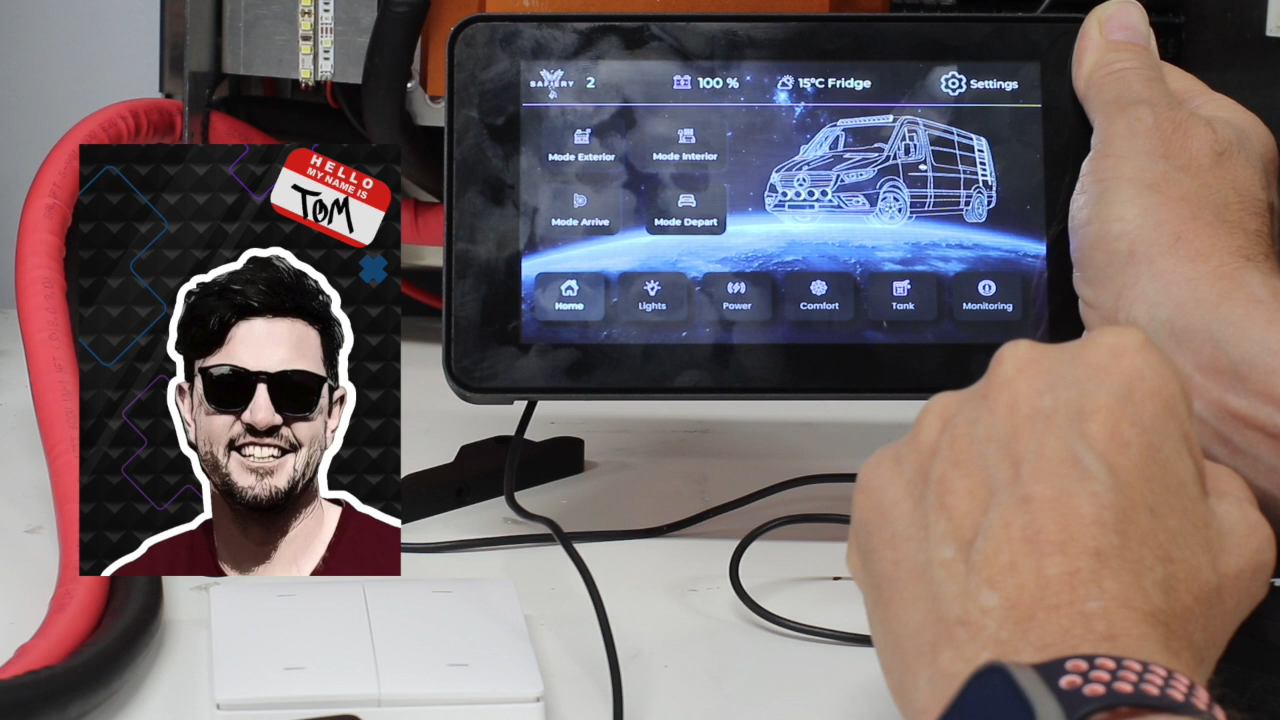 SAFIERY 2
100 %
15°C Fridge
Settings
Mode Exterior
Mode Interior
Mode Arrive
Mode Depart
Home
Lights
Power
Comfort
Tank
Monitoring
HELLO
MY NAME IS
TOM